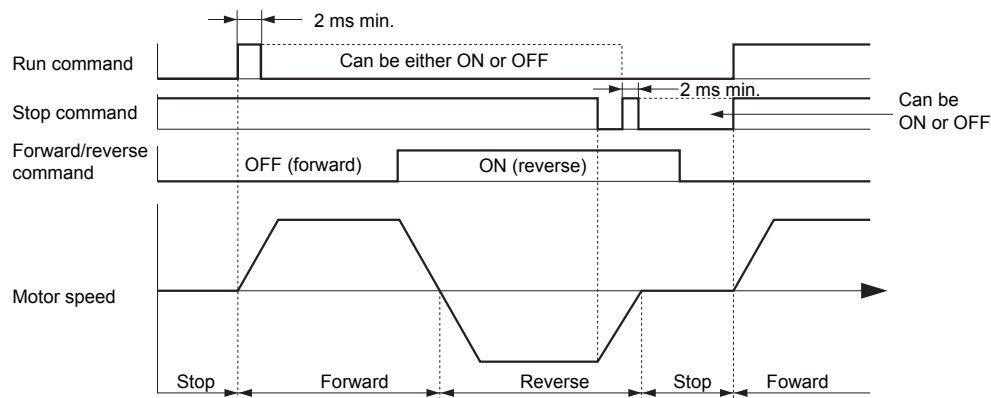 2 ms min.
Run command
Can be either ON or OFF
2 ms min.
Stop command
Can be
ON or OFF
Forward/reverse
command
OFF (forward)
ON (reverse)
Motor speed
Stop
Forward
Reverse
Stop
Foward